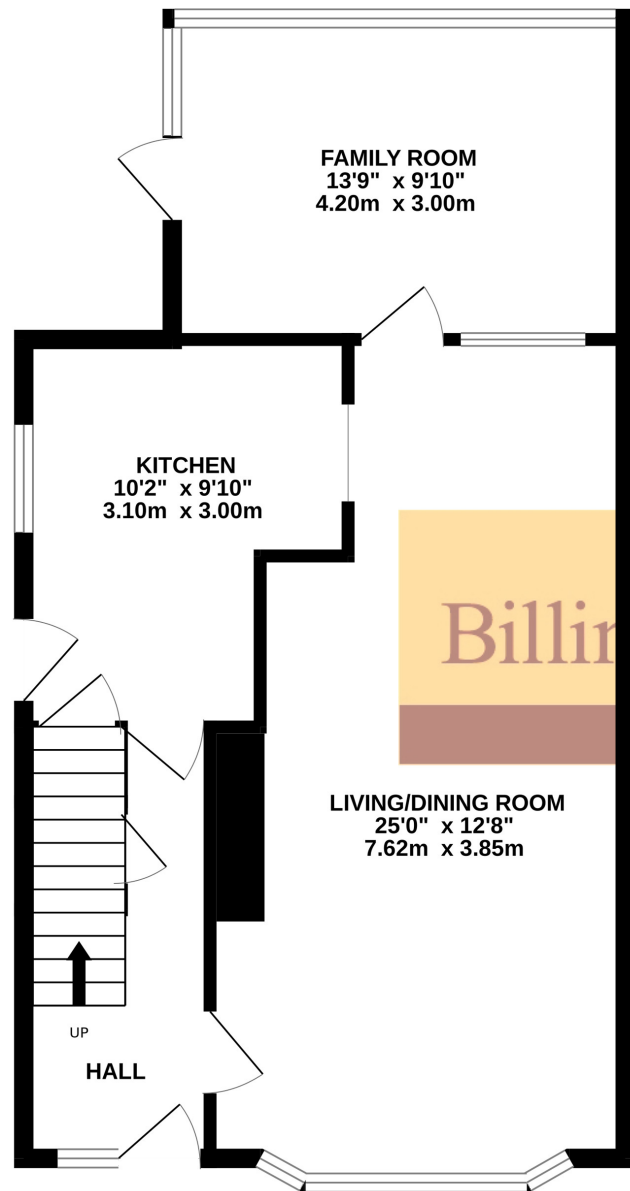 FAMILY ROOM
13'9" x 9'10"
4.20m x 3.00m
KITCHEN
10'2" x 9'10"
3.10m x 3.00m
Billin
LIVING/DINING ROOM
25'0" x 12'8"
7.62m x 3.85m
UP
HALL